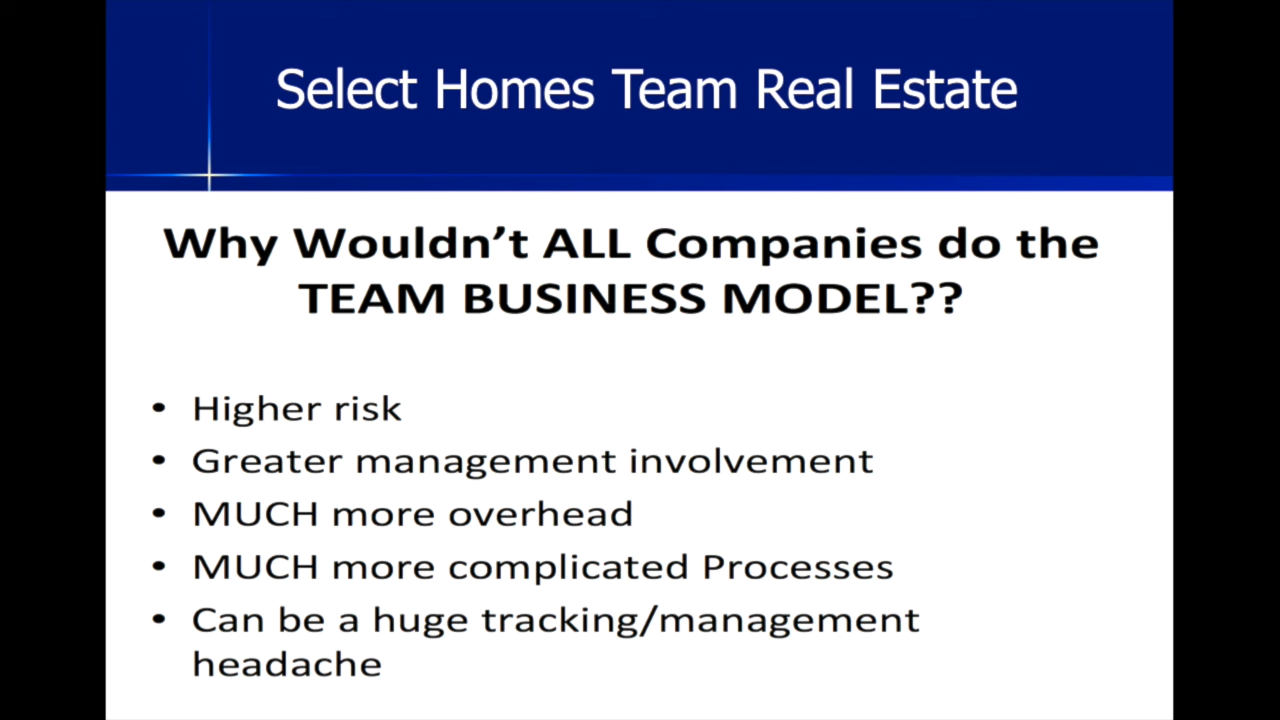 Select Homes Team Real Estate
Why Wouldn’t ALL Companies do the
TEAM BUSINESS MODEL??
• Higher risk
• Greater management involvement
• MUCH more overhead
• MUCH more complicated Processes
• Can be a huge tracking/management
headache